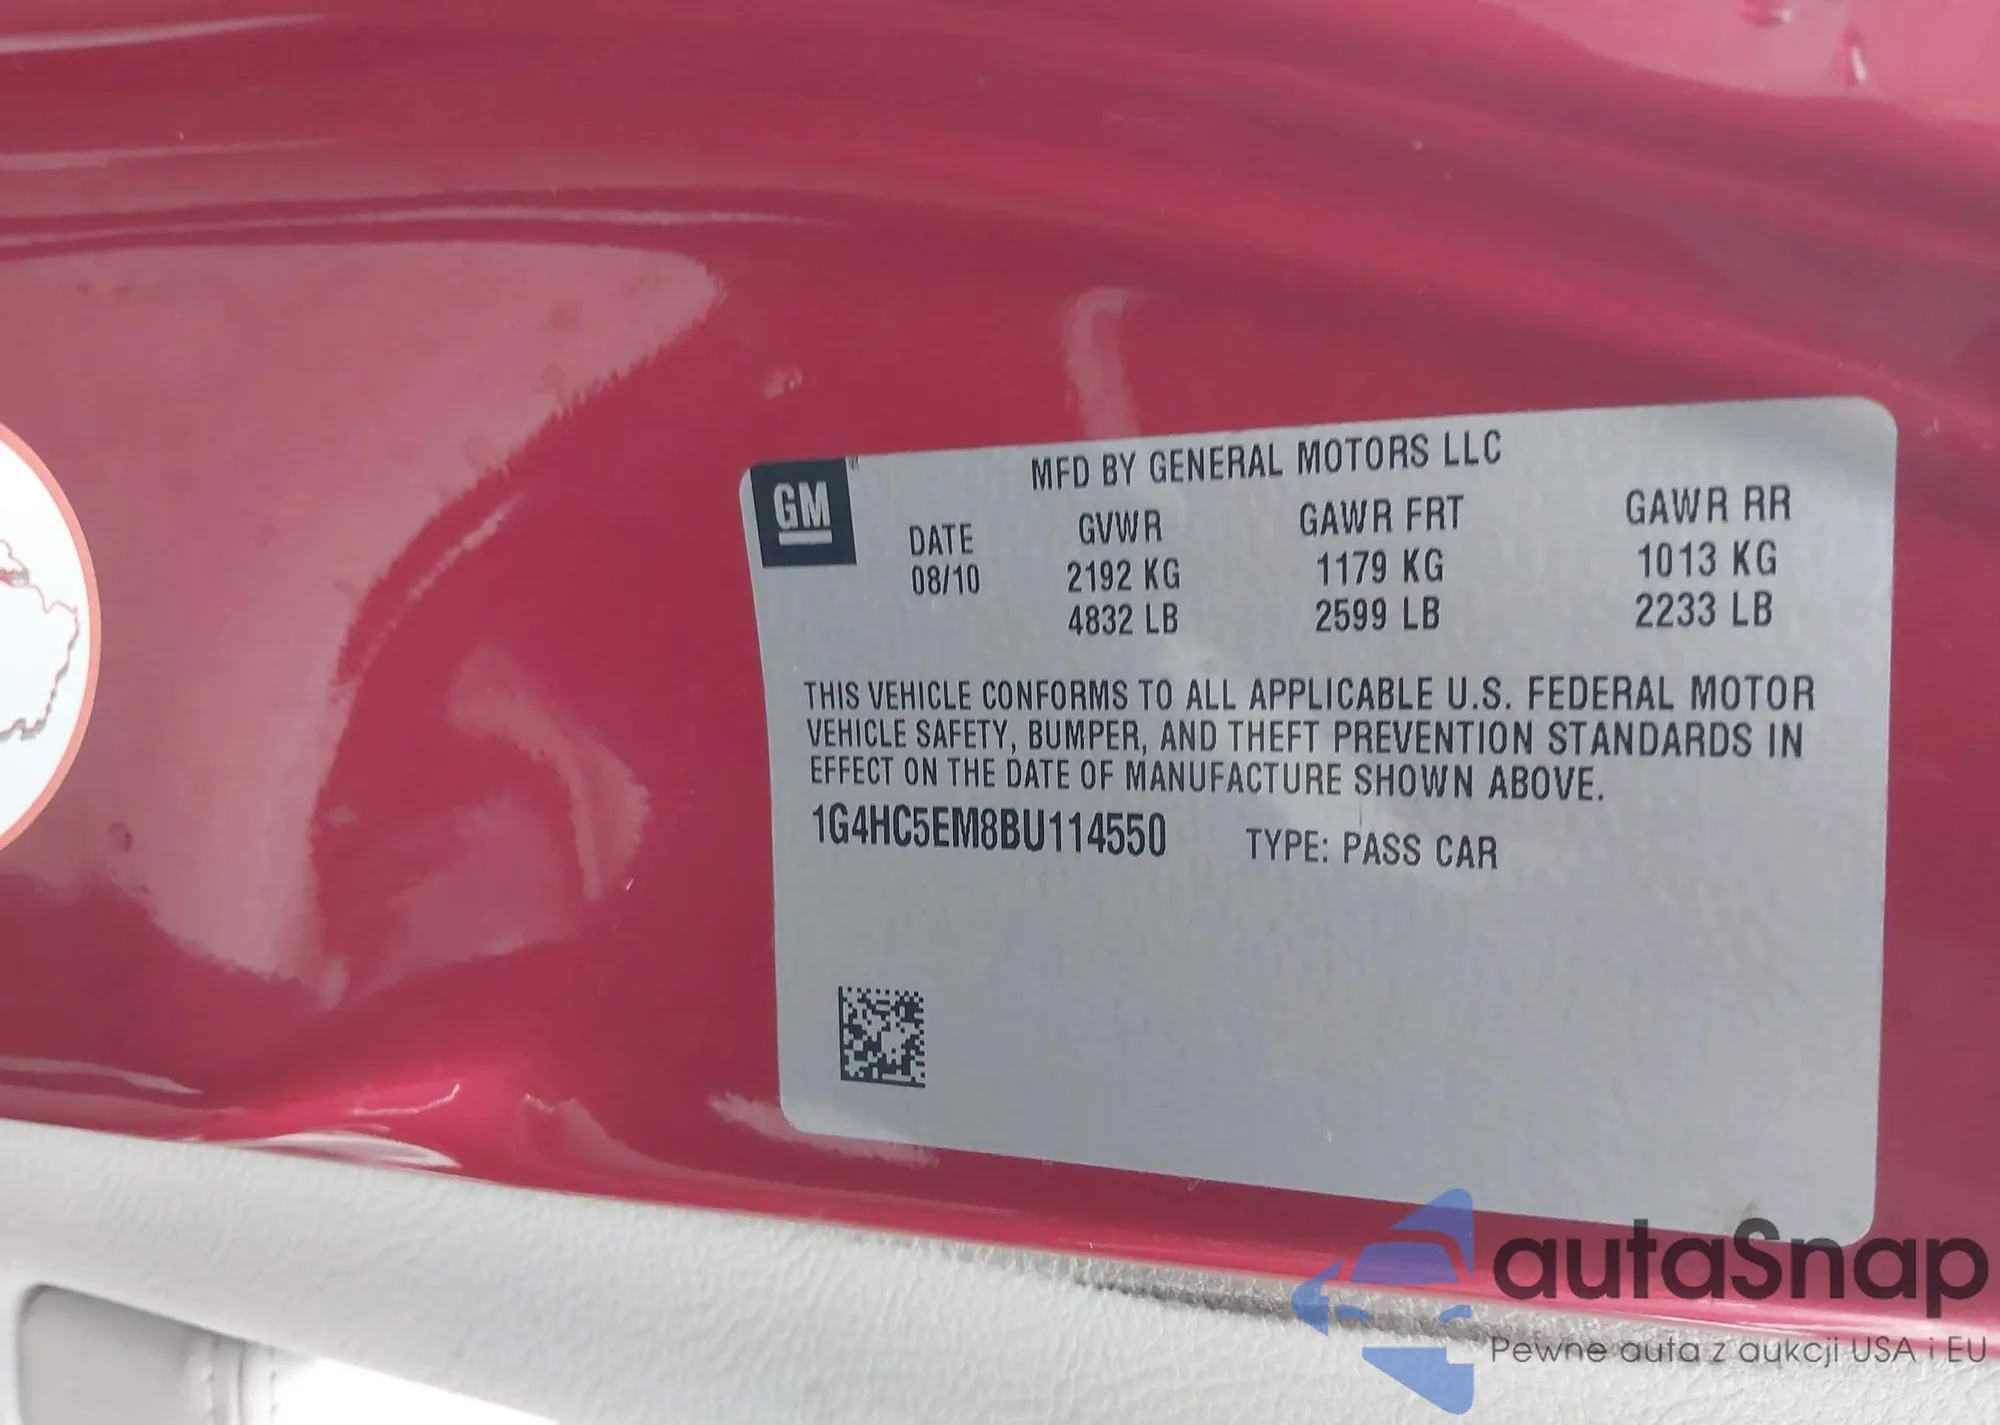 GM
MFD BY GENERAL MOTORS LLC
DATE GVWR GAWR FRT GAWR RR
08/10 2192 KG 1179 KG 1013 KG
4832 LB 2599 LB 2233 LB
THIS VEHICLE CONFORMS TO ALL APPLICABLE U.S. FEDERAL MOTOR
VEHICLE SAFETY, BUMPER, AND THEFT PREVENTION STANDARDS IN
EFFECT ON THE DATE OF MANUFACTURE SHOWN ABOVE.
1G4HC5EM8BU114550 TYPE: PASS CAR
autaSnap
Pewne auta z aukcji USA i EU